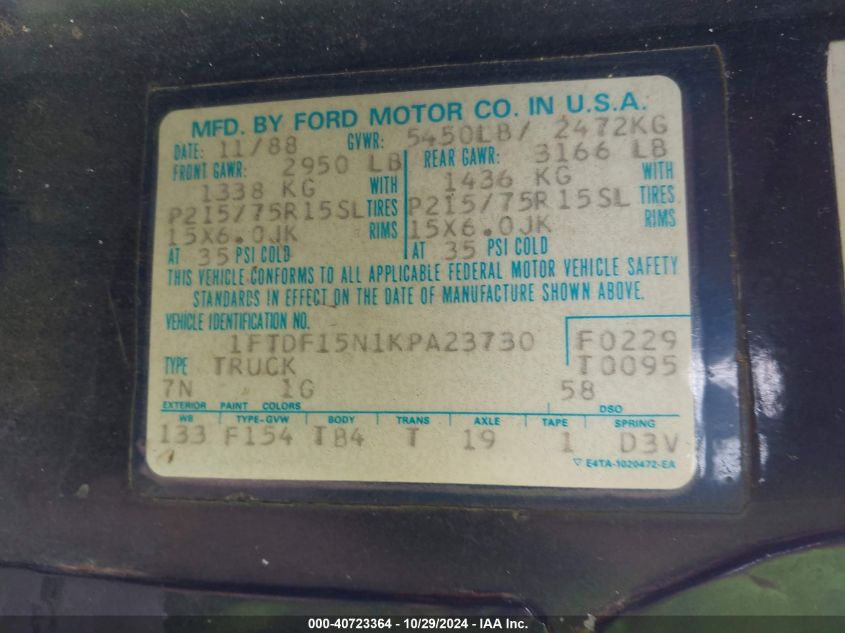 MFD. BY FORD MOTOR CO. IN U.S.A.
DATE: 11/88 GVWR: 5450LB/ 2472KG
FRONT GAWR: 2950 LB REAR GAWR: 3166 LB
1338 KG WITH 1436 KG WITH
P215/75R15SL TIRES P215/75R15SL TIRES
15X6.0JK RIMS 15X6.0JK RIMS
AT 35 PSI COLD AT 35 PSI COLD
THIS VEHICLE CONFORMS TO ALL APPLICABLE FEDERAL MOTOR VEHICLE SAFETY
STANDARDS IN EFFECT ON THE DATE OF MANUFACTURE SHOWN ABOVE.
VEHICLE IDENTIFICATION NO.
1FTDF15N1KPA23730 F0229
TYPE TRUCK T0095
7N 1G 58
EXTERIOR PAINT COLORS DSO
WB TYPE-GVW BODY TRANS AXLE TAPE SPRING
133 F154 TB4 T 19 1 D3V
▽ E4TA-1020472-EA
000-40723364 - 10/29/2024 - IAA Inc.